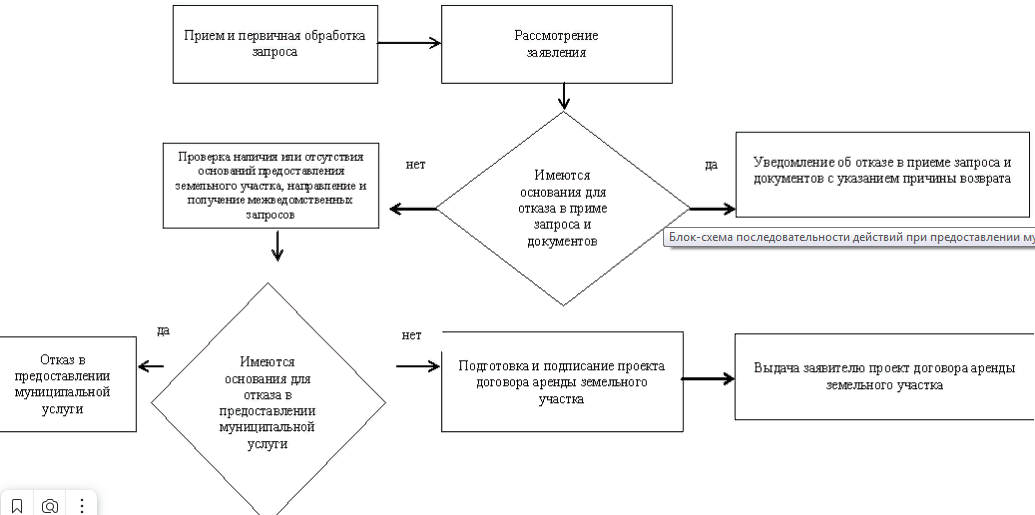 Прием и первичная обработка
запроса
Рассмотрение
заявления
Проверка наличия или отсутствия
оснований предоставления
земельного участка, направление и
получение межведомственных
запросов
нет
Имеются
основания для
отказа в приме
запроса и
документов
да
Уведомление об отказе в приеме запроса и
документов с указанием причины возврата
Блок-схема последовательности действий при предоставлении
да
нет
Отказ в
предоставлении
муниципальной
услуги
Имеются
основания для
отказа в
предоставлении
муниципальной
услуги
Подготовка и подписание проекта
договора аренды земельного
участка
Выдача заявителю проект договора аренды
земельного участка